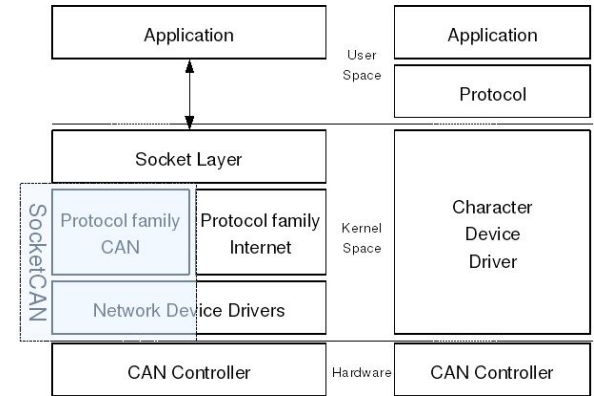 Application
User
Space
Socket Layer
SocketCAN
Protocol family
CAN
Protocol family
Internet
Network Device Drivers
Kernel
Space
CAN Controller
Hardware
Application
Protocol
Character
Device
Driver
CAN Controller